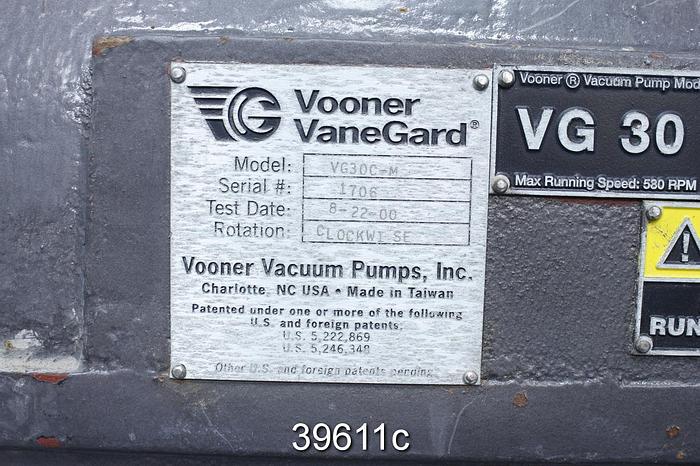 Vooner
VaneGard®
Model: VG30C-M
Serial #: 1706
Test Date: 8-22-00
Rotation: CLOCKWISE
Vooner Vacuum Pumps, Inc.
Charlotte, NC USA • Made in Taiwan
Patented under one or more of the following
U.S. and foreign patents:
U.S. 5,222,869
U.S. 5,246,348
Other U.S. and foreign patents pending
Vooner ® Vacuum Pump Mod
VG 30
Max Running Speed: 580 RPM
RUN
39611c